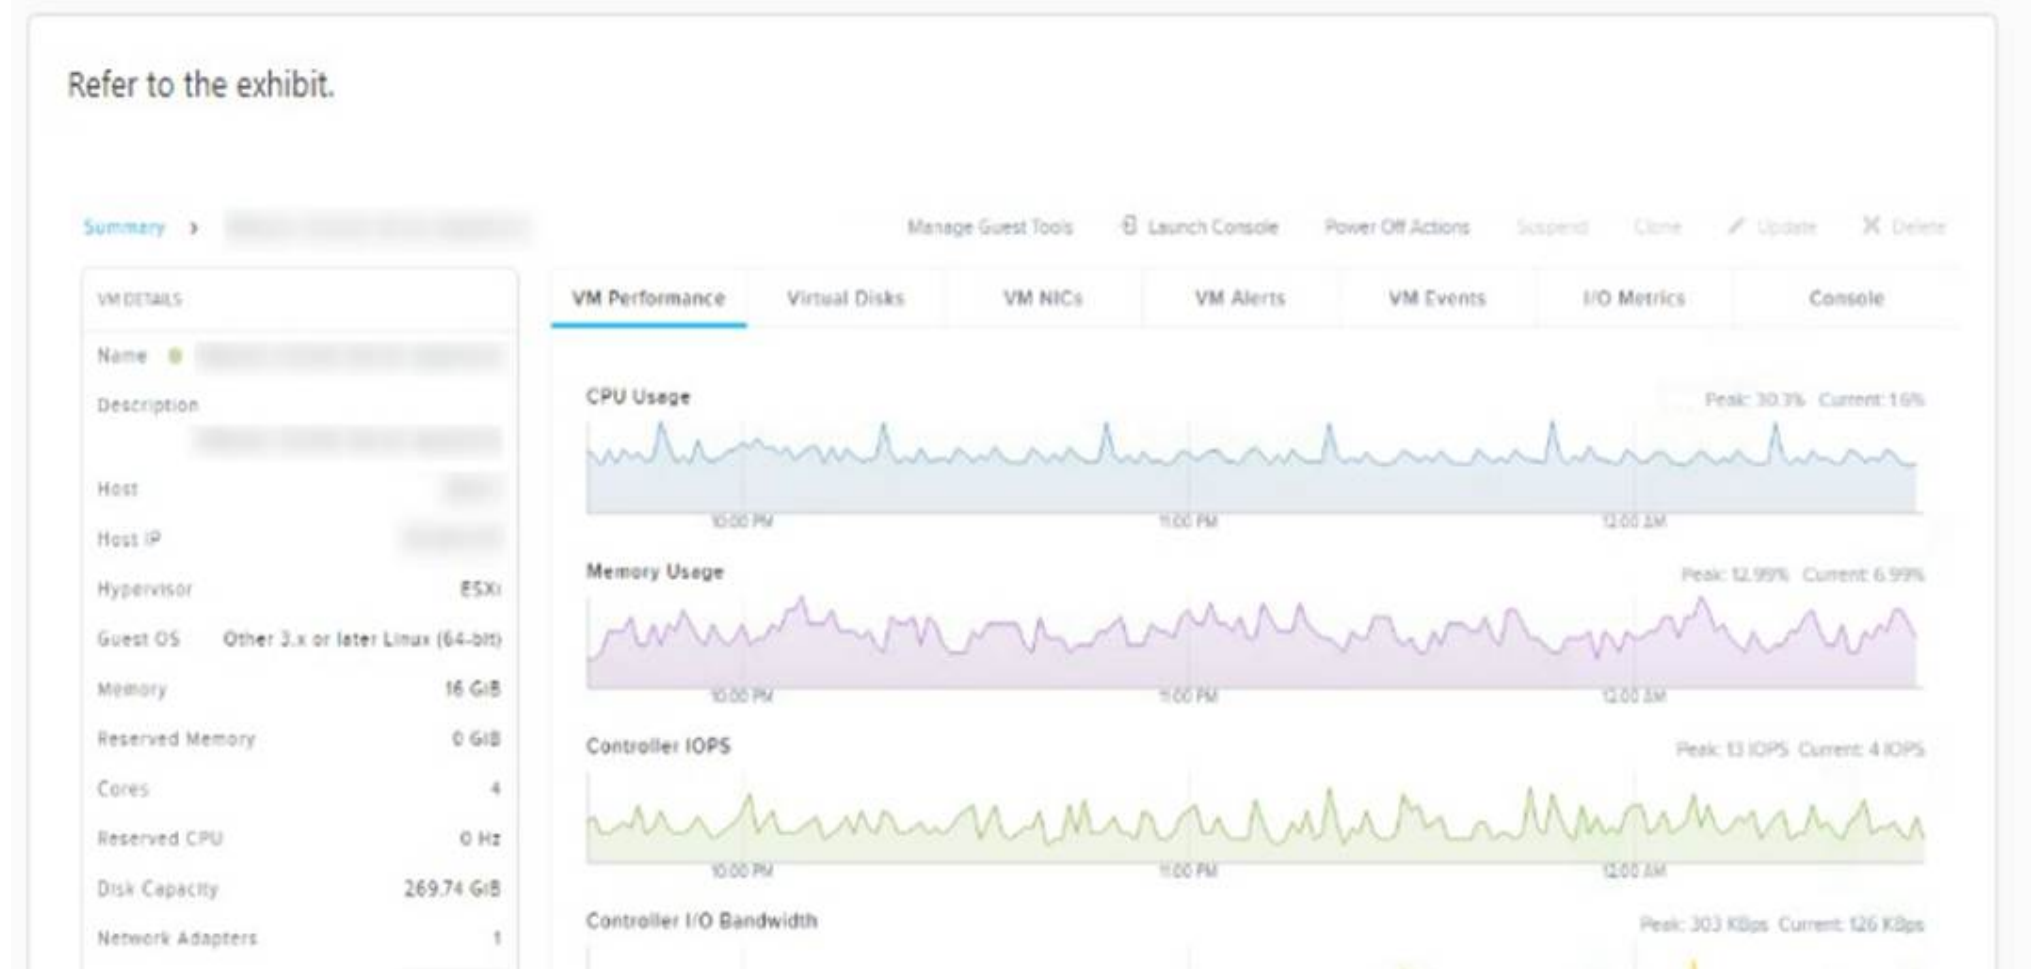 Refer to the exhibit.
Summary >
Manage Guest Tools Launch Console Power Off Actions Suspend Clone Update Delete
VM DETAILS
Name
Description
Host
Host IP
Hypervisor ESXi
Guest OS Other 3.x or later Linux (64-bit)
Memory 16 GiB
Reserved Memory 0 GiB
Cores 4
Reserved CPU 0 Hz
Disk Capacity 269.74 GiB
Network Adapters 1
VM Performance Virtual Disks VM NICs VM Alerts VM Events I/O Metrics Console
CPU Usage Peak: 30.3% Current: 16%
10:00 PM 11:00 PM 12:00 AM
Memory Usage Peak: 12.99% Current: 6.99%
10:00 PM 11:00 PM 12:00 AM
Controller IOPS Peak: 13 IOPS Current: 4 IOPS
10:00 PM 11:00 PM 12:00 AM
Controller I/O Bandwidth Peak: 303 KBps Current: 126 KBps